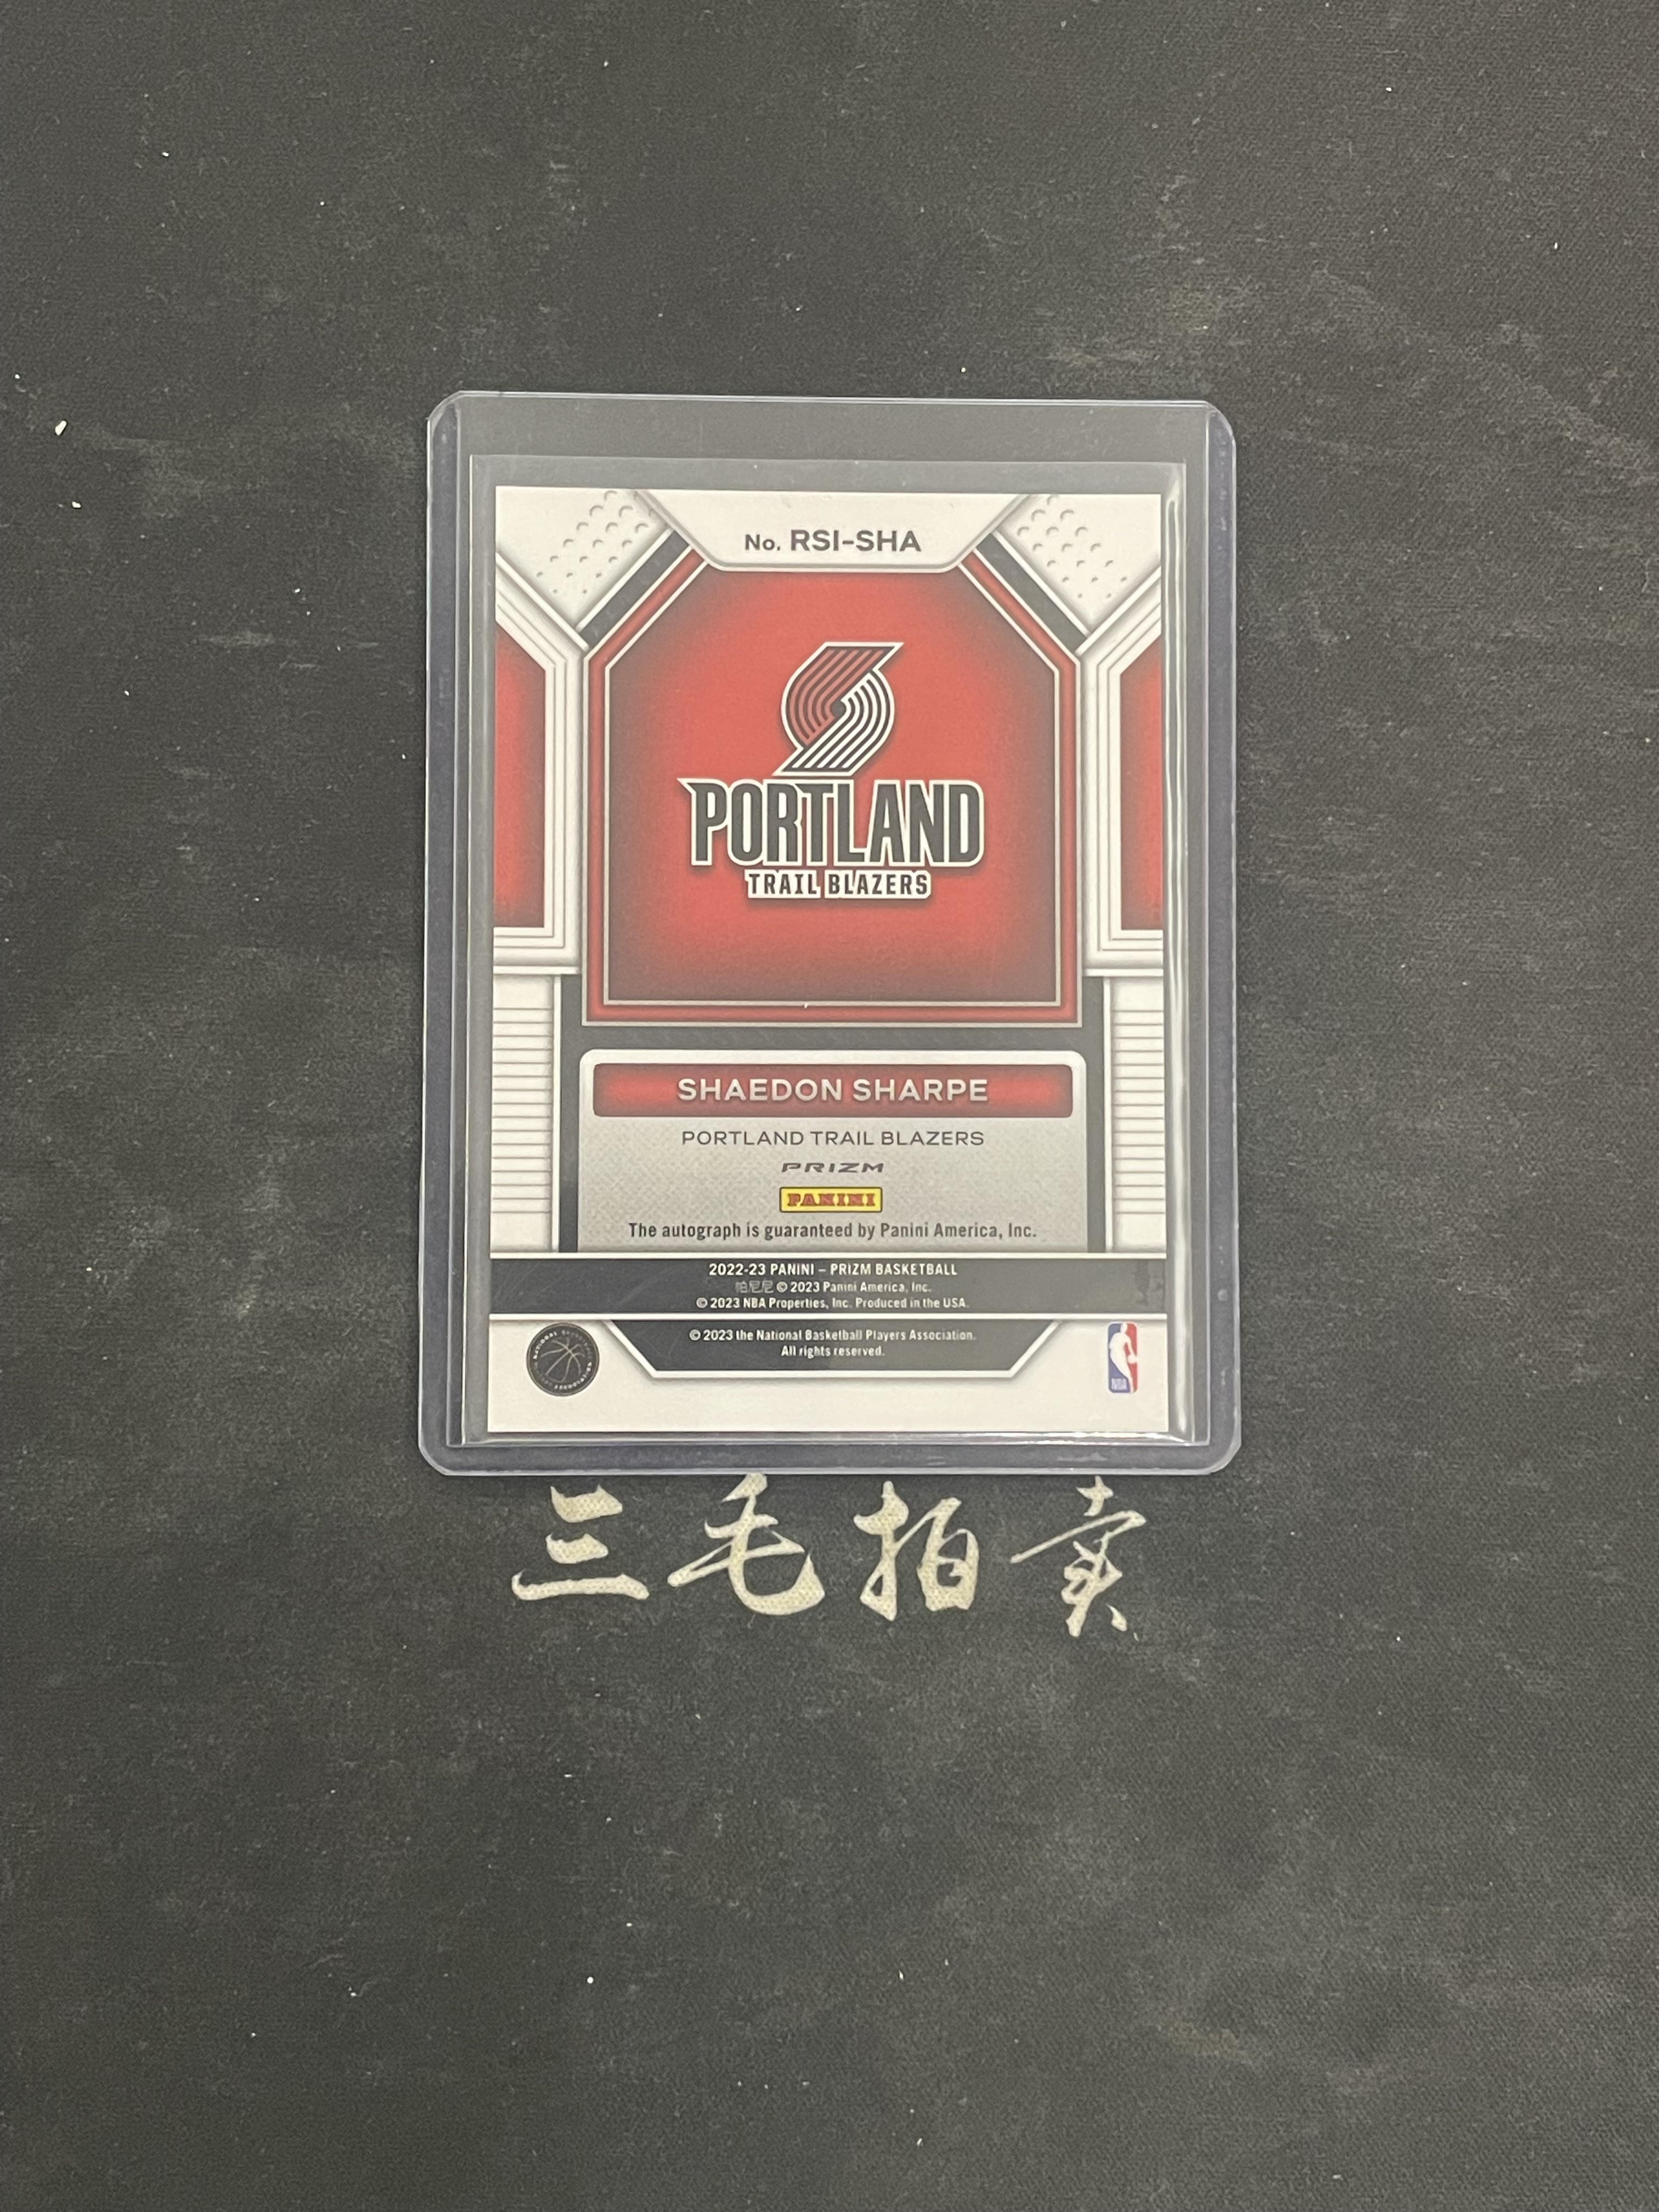 No. RSI-SHA
PORTLAND
TRAIL BLAZERS
SHAEDON SHARPE
PORTLAND TRAIL BLAZERS
PRIZM
PANINI
The autograph is guaranteed by Panini America, Inc.
2022-23 PANINI – PRIZM BASKETBALL
帕尼尼 © 2023 Panini America, Inc.
© 2023 NBA Properties, Inc. Produced in the USA.
© 2023 the National Basketball Players Association.
All rights reserved.
NBA
三毛拍卖